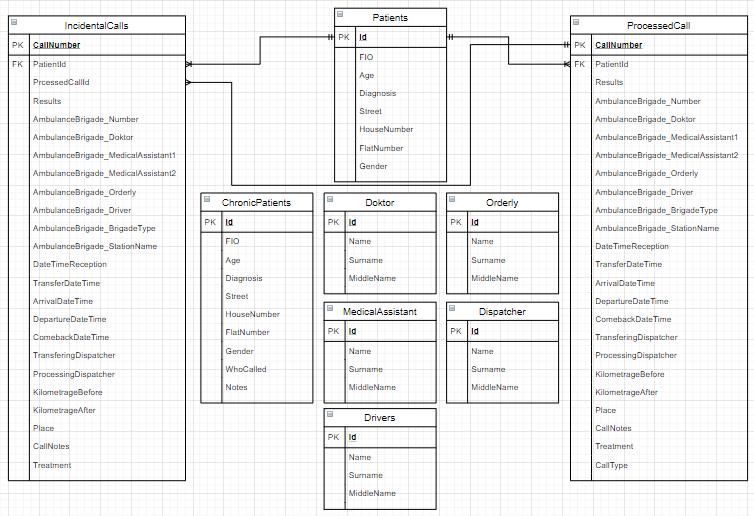 IncidentalCalls
PK CallNumber
FK PatientId
PrcessedCallId
Results
AmbulanceBrigade_Number
AmbulanceBrigade_Doktor
AmbulanceBrigade_MedicalAssistant1
AmbulanceBrigade_MedicalAssistant2
AmbulanceBrigade_Orderly
AmbulanceBrigade_Driver
AmbulanceBrigade_BrigadeType
AmbulanceBrigade_StationName
DateTimeReception
TransferDateTime
ArrivalDateTime
DepartureDateTime
ComebackDateTime
TransferingDispatcher
ProcessingDispatcher
KilometrageBefore
KilometrageAfter
Place
CallNotes
Treatment
Patients
PK Id
FIO
Age
Diagnosis
Street
HouseNumber
FlatNumber
Gender
ProcessedCall
PK CallNumber
FK PatientId
Results
AmbulanceBrigade_Number
AmbulanceBrigade_Doktor
AmbulanceBrigade_MedicalAssistant1
AmbulanceBrigade_MedicalAssistant2
AmbulanceBrigade_Orderly
AmbulanceBrigade_Driver
AmbulanceBrigade_BrigadeType
AmbulanceBrigade_StationName
DateTimeReception
TransferDateTime
ArrivalDateTime
DepartureDateTime
ComebackDateTime
TransferingDispatcher
ProcessingDispatcher
KilometrageBefore
KilometrageAfter
Place
CallNotes
Treatment
CallType
ChronicPatients
PK Id
FIO
Age
Diagnosis
Street
HouseNumber
FlatNumber
Gender
WhoCalled
Notes
Doktor
PK Id
Name
Surname
MiddleName
Orderly
PK Id
Name
Surname
MiddleName
MedicalAssistant
PK Id
Name
Surname
MiddleName
Dispatcher
PK Id
Name
Surname
MiddleName
Drivers
PK Id
Name
Surname
MiddleName